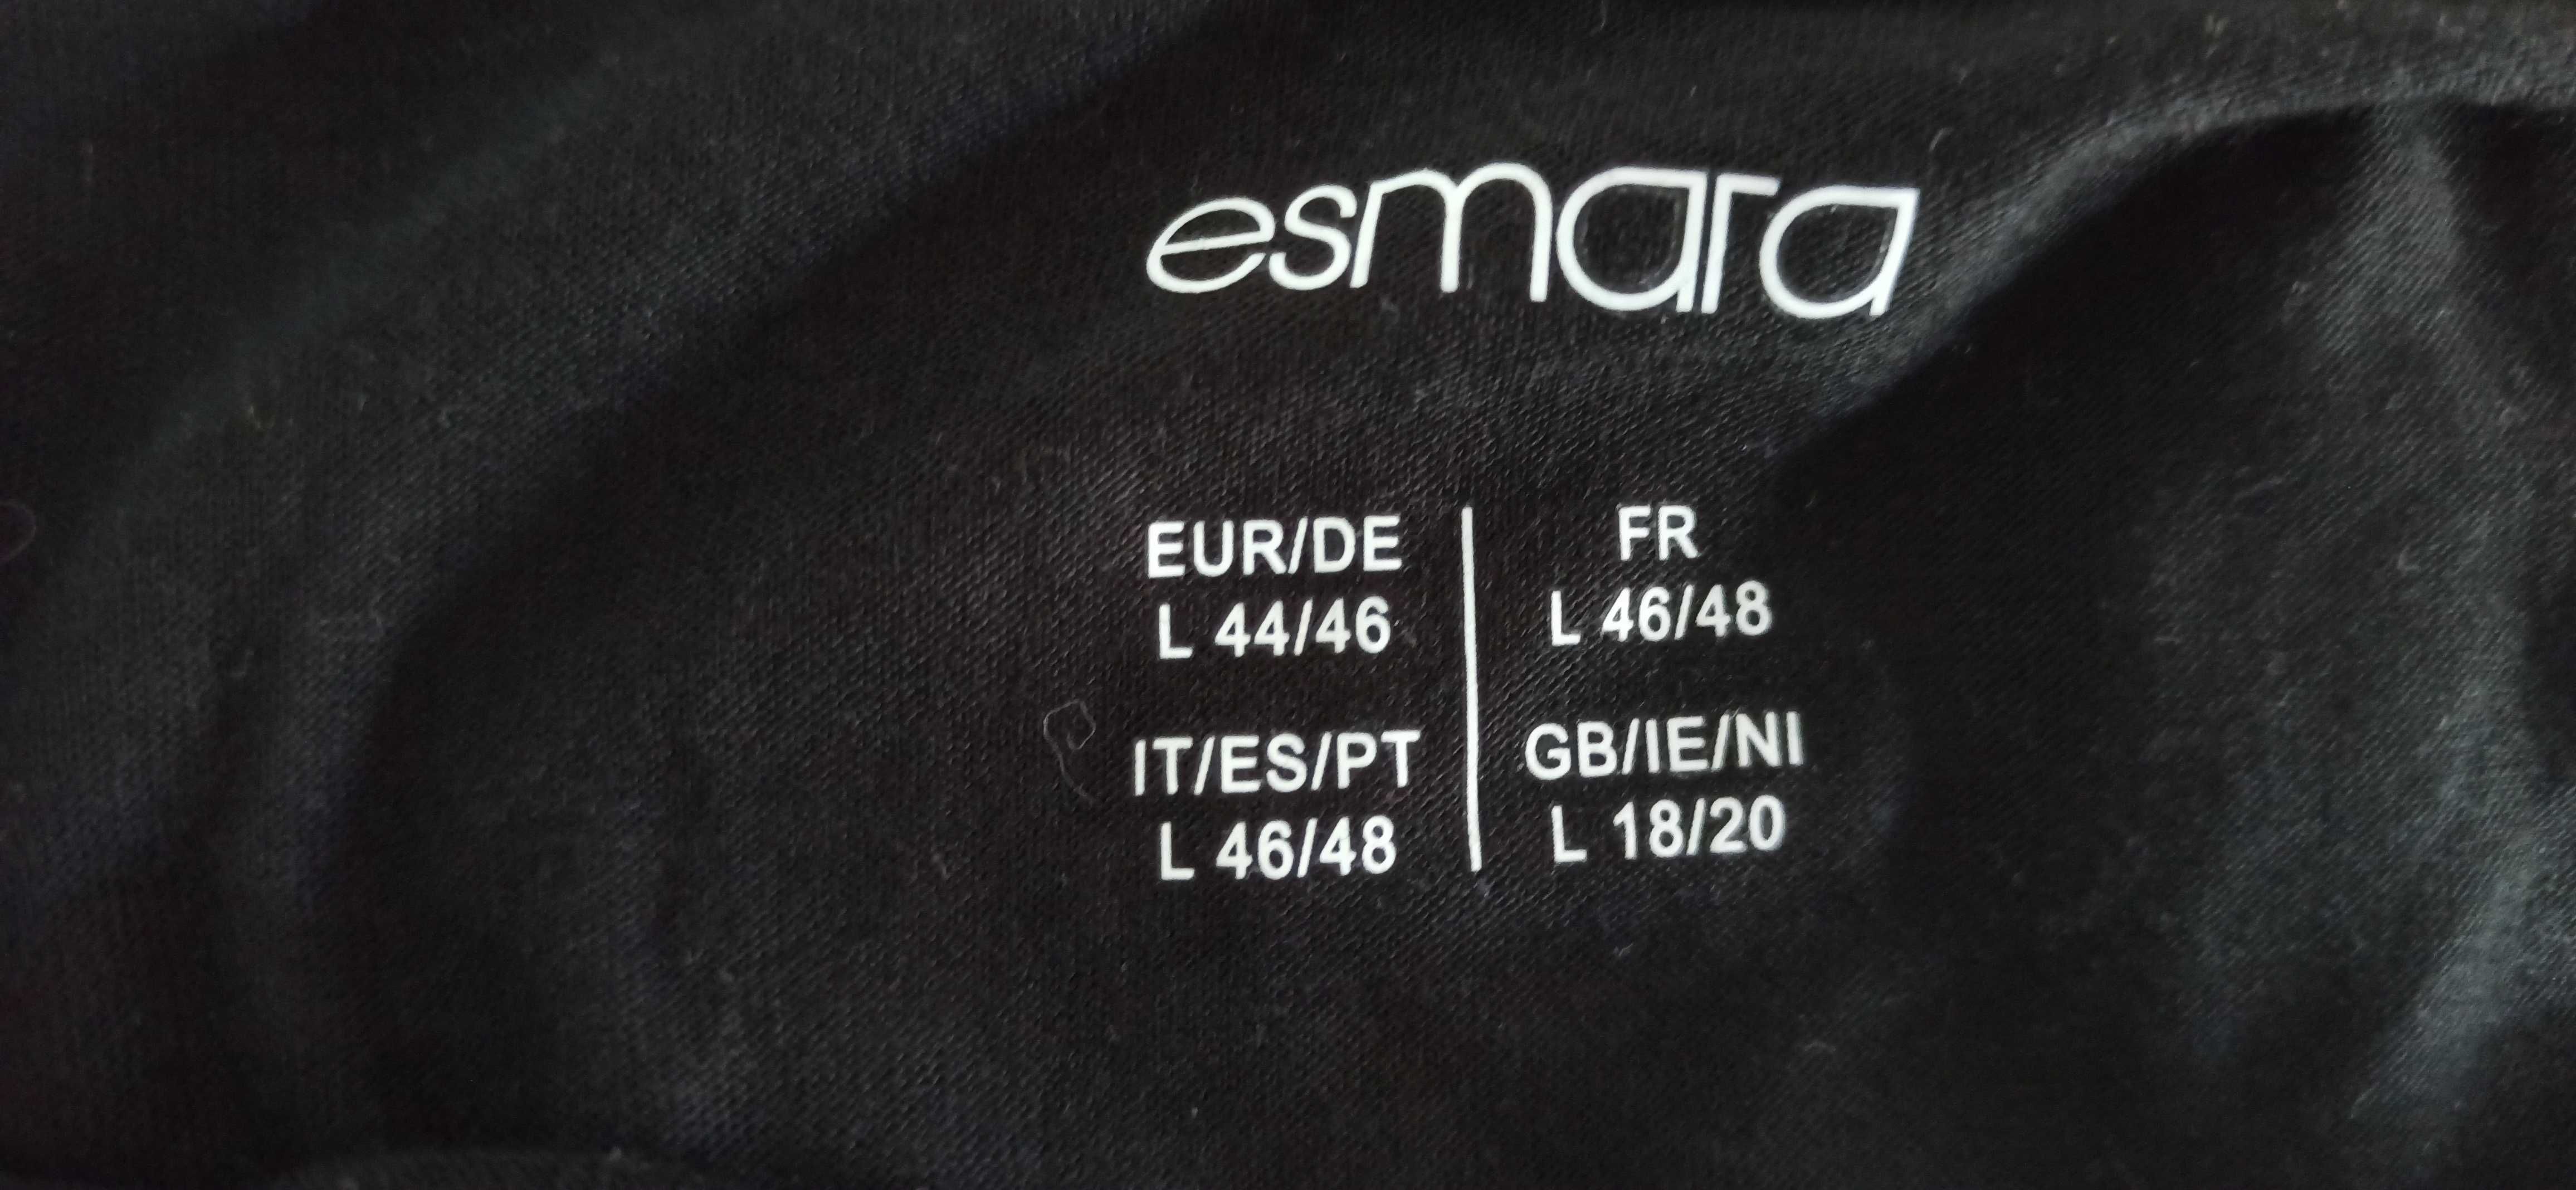 esmara
EUR/DE
L 44/46
FR
L 46/48
IT/ES/PT
L 46/48
GB/IE/NI
L 18/20